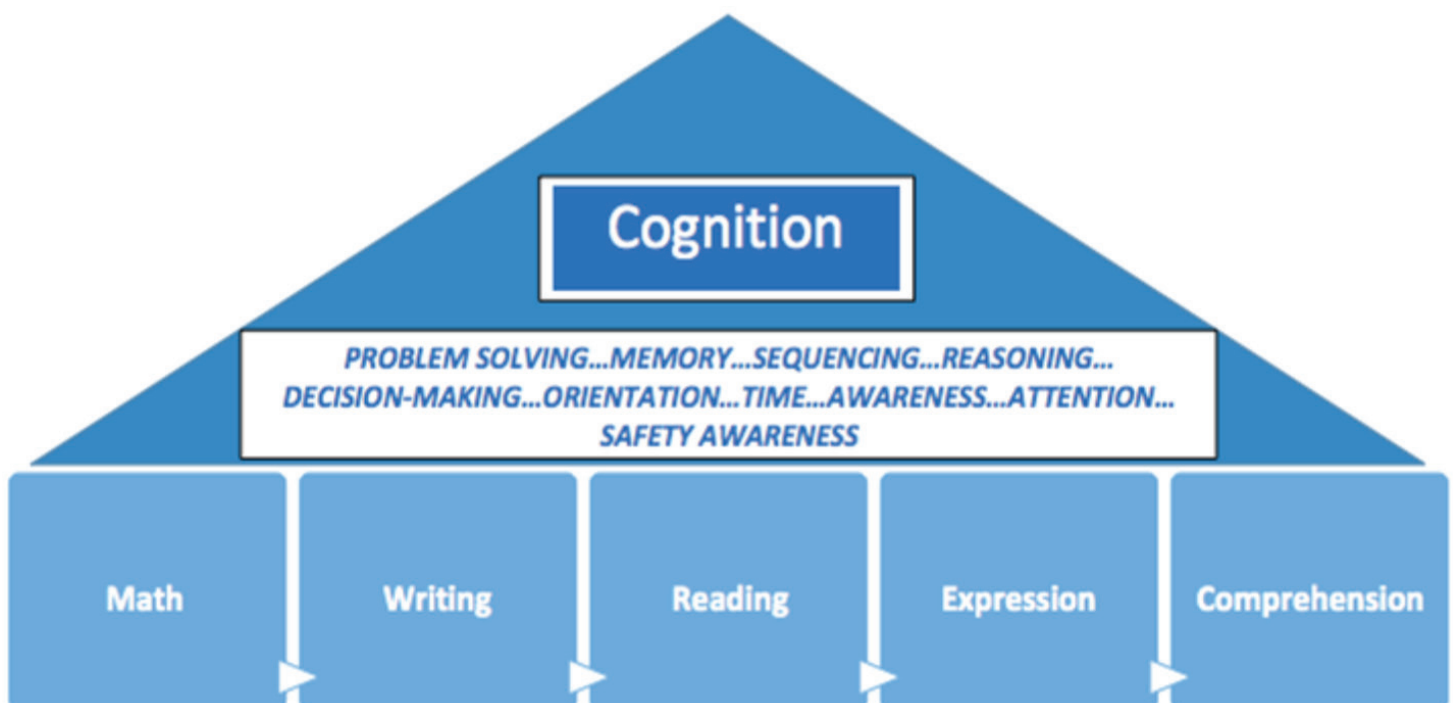 Cognition
PROBLEM SOLVING...MEMORY...SEQUENCING...REASONING...
DECISION-MAKING...ORIENTATION...TIME...AWARENESS...ATTENTION...
SAFETY AWARENESS
Math
Writing
Reading
Expression
Comprehension